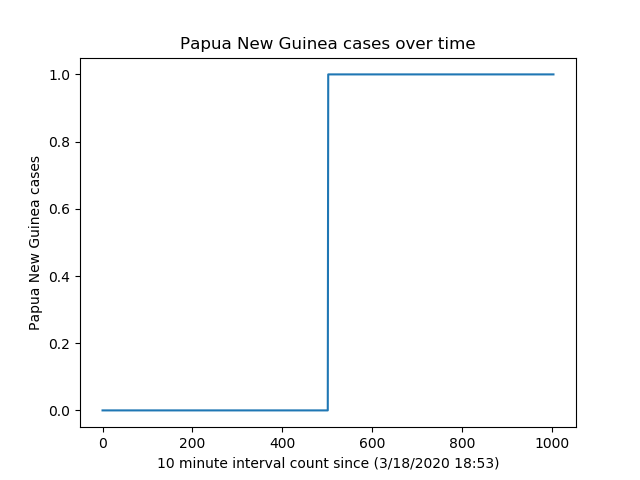 Papua New Guinea cases over time
1.0
0.8
0.6
0.4
0.2
0.0
Papua New Guinea cases
0 200 400 600 800 1000
10 minute interval count since (3/18/2020 18:53)